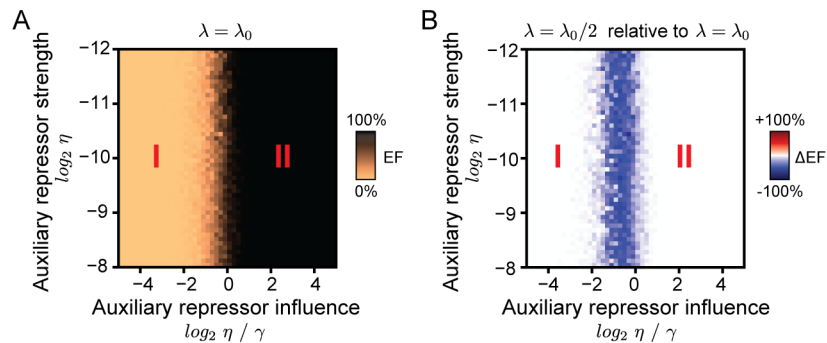 A
λ = λ₀
Auxiliary repressor strength
log₂ η
−12
−11
−10
−9
−8
I
II
−4
−2
0
2
4
Auxiliary repressor influence
log₂ η / γ
100%
EF
0%
B
λ = λ₀/2 relative to λ = λ₀
Auxiliary repressor strength
log₂ η
−12
−11
−10
−9
−8
I
II
−4
−2
0
2
4
Auxiliary repressor influence
log₂ η / γ
+100%
ΔEF
-100%